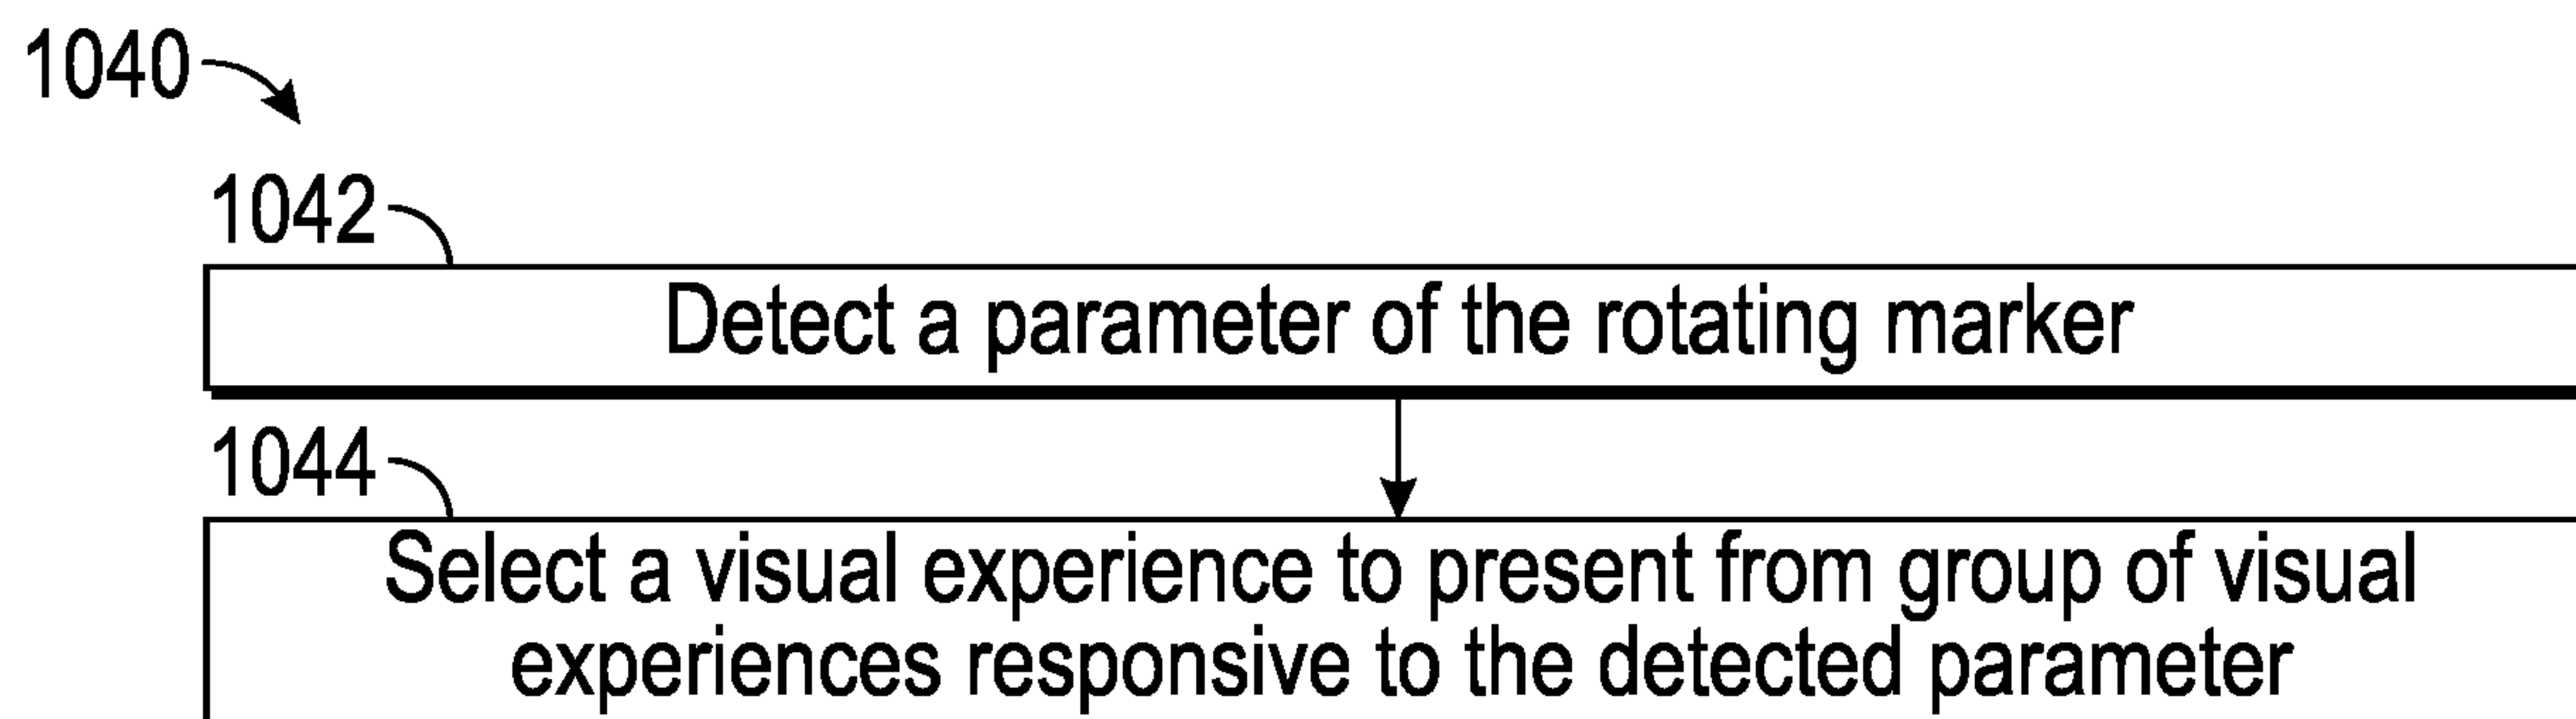 1040
1042
Detect a parameter of the rotating marker
1044
Select a visual experience to present from group of visual
experiences responsive to the detected parameter